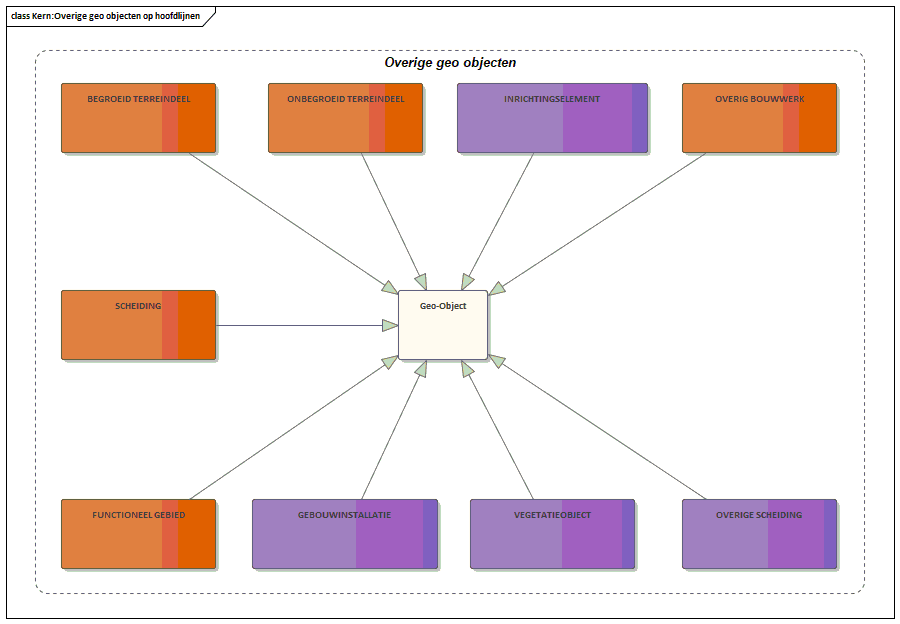 class Kern:Overige geo objecten op hoofdlijnen
Overige geo objecten
BEGROEID TERREINDEEL
ONBEGROEID TERREINDEEL
INRICHTINGSELEMENT
OVERIG BOUWWERK
SCHEIDING
Geo-Object
FUNCTIONEEL GEBIED
GEBOUWINSTALLATIE
VEGETATIEOBJECT
OVERIGE SCHEIDING